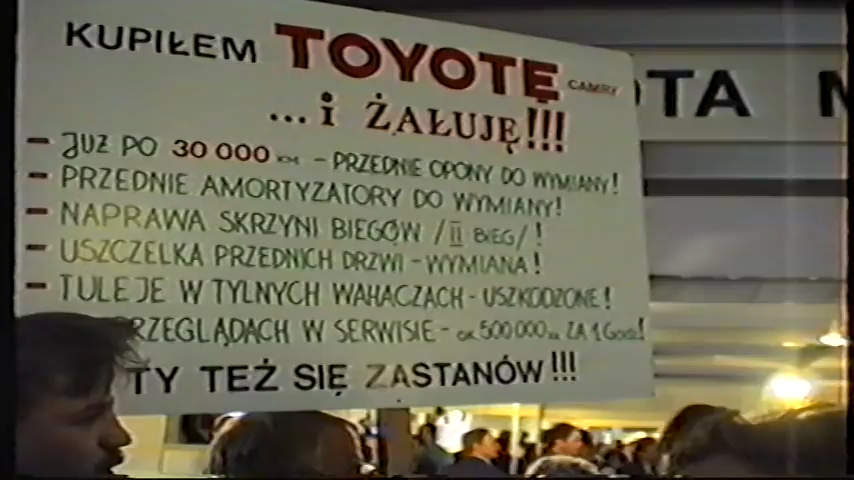 KUPIŁEM TOYOTĘ CAMRY
...i ŻAŁUJĘ!!!
- JUŻ PO 30 000 KM - PRZEDNIE OPONY DO WYMIANY!
- PRZEDNIE AMORTYZATORY DO WYMIANY!
- NAPRAWA SKRZYNI BIEGÓW /II BIEG/!
- USZCZELKA PRZEDNICH DRZWI - WYMIANA!
- TULEJE W TYLNYCH WAHACZACH - USZKODZONE!
PRZEGLĄDACH W SERWISIE - OK 500 000 ZŁ ZA 1 GODZ!
TY TEŻ SIĘ ZASTANÓW!!!
OTA M